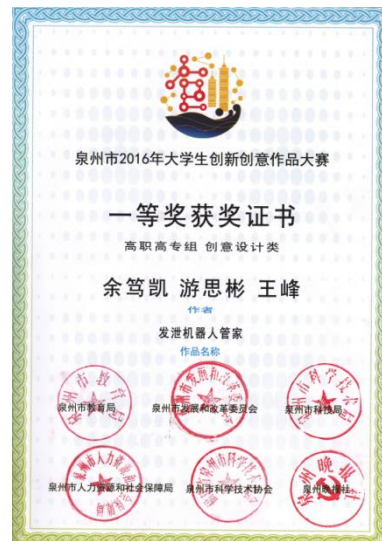 泉州市2016年大学生创新创意作品大赛
一等奖获奖证书
高职高专组 创意设计类
余笃凯 游思彬 王峰
作者
发泄机器人管家
作品名称
泉州市教育局
泉州市发展和改革委员会
泉州市科技局
泉州市人力资源和社会保障局
泉州市科学技术协会
泉州晚报社